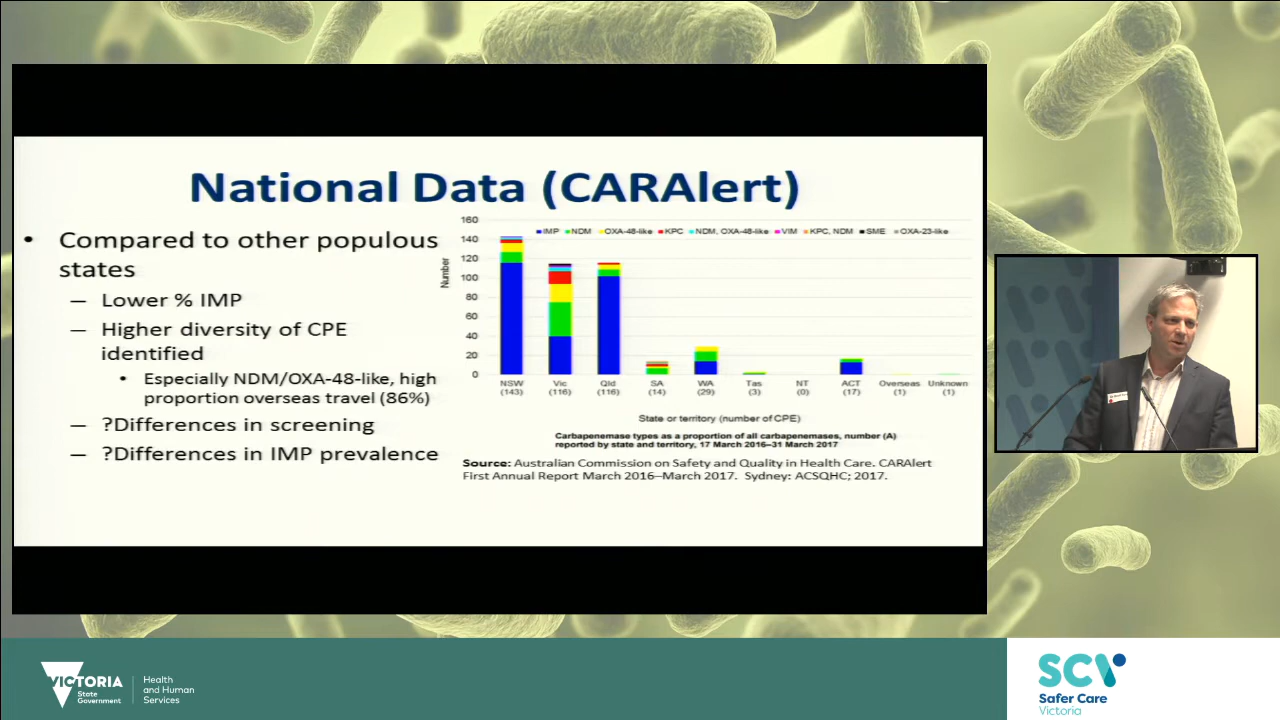 National Data (CARAlert)
• Compared to other populous
states
– Lower % IMP
– Higher diversity of CPE
identified
• Especially NDM/OXA-48-like, high
proportion overseas travel (86%)
– ?Differences in screening
– ?Differences in IMP prevalence
160
140
120
100
80
60
40
20
0
Number
IMP NDM OXA-48-like KPC NDM, OXA-48-like VIM KPC, NDM SME OXA-23-like
NSW Vic Qld SA WA Tas NT ACT Overseas Unknown
(143) (116) (116) (14) (29) (3) (0) (17) (1) (1)
State or territory (number of CPE)
Carbapenemase types as a proportion of all carbapenemases, number (A)
reported by state and territory, 17 March 2016–31 March 2017
Source: Australian Commission on Safety and Quality in Health Care. CARAlert
First Annual Report March 2016–March 2017. Sydney: ACSQHC; 2017.
VICTORIA
State
Government
Health
and Human
Services
SCV
Safer Care
Victoria